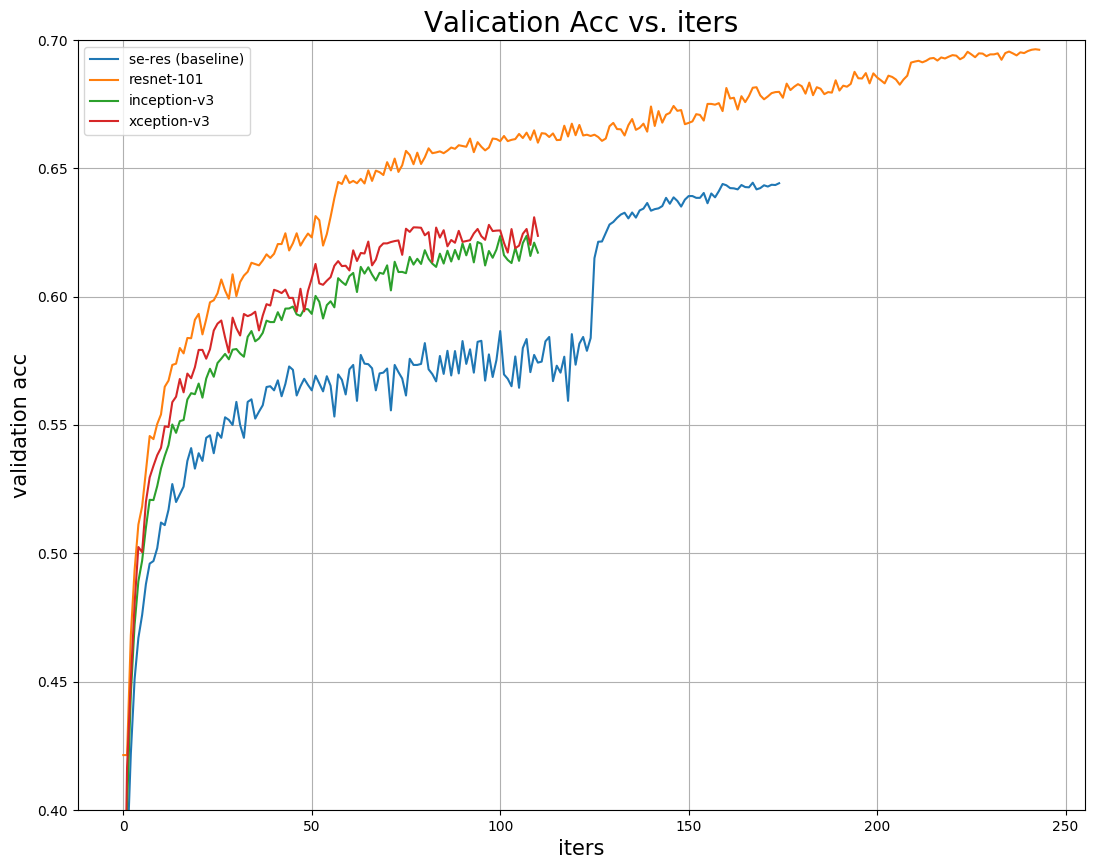 Valication Acc vs. iters
se-res (baseline)
resnet-101
inception-v3
xception-v3
validation acc
0.70
0.65
0.60
0.55
0.50
0.45
0.40
0 50 100 150 200 250
iters